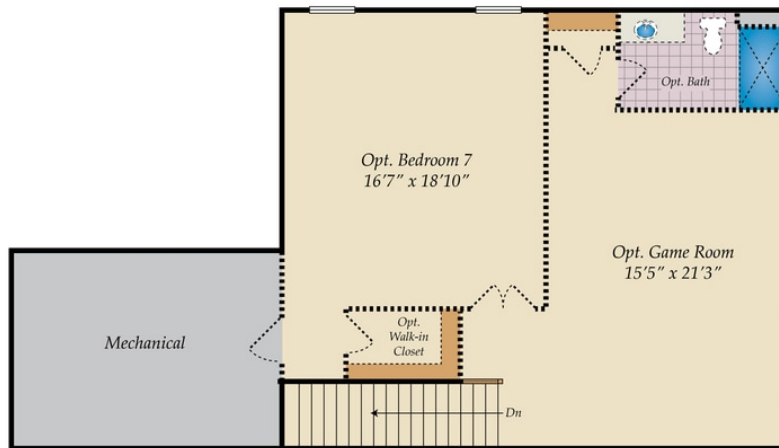 Opt. Bath
Opt. Bedroom 7
16’7” x 18’10”
Opt. Game Room
15’5” x 21’3”
Mechanical
Opt.
Walk-in
Closet
Dn